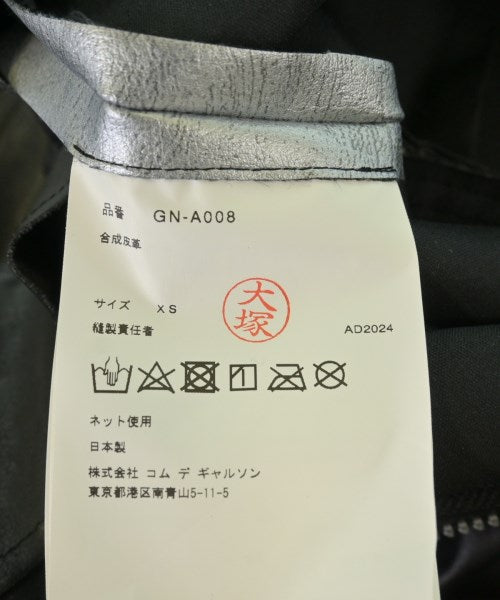 品番 GN-A008
合成皮革
サイズ XS
大塚
縫製責任者 AD2024
ネット使用
日本製
株式会社 コム デ ギャルソン
東京都港区南青山5-11-5